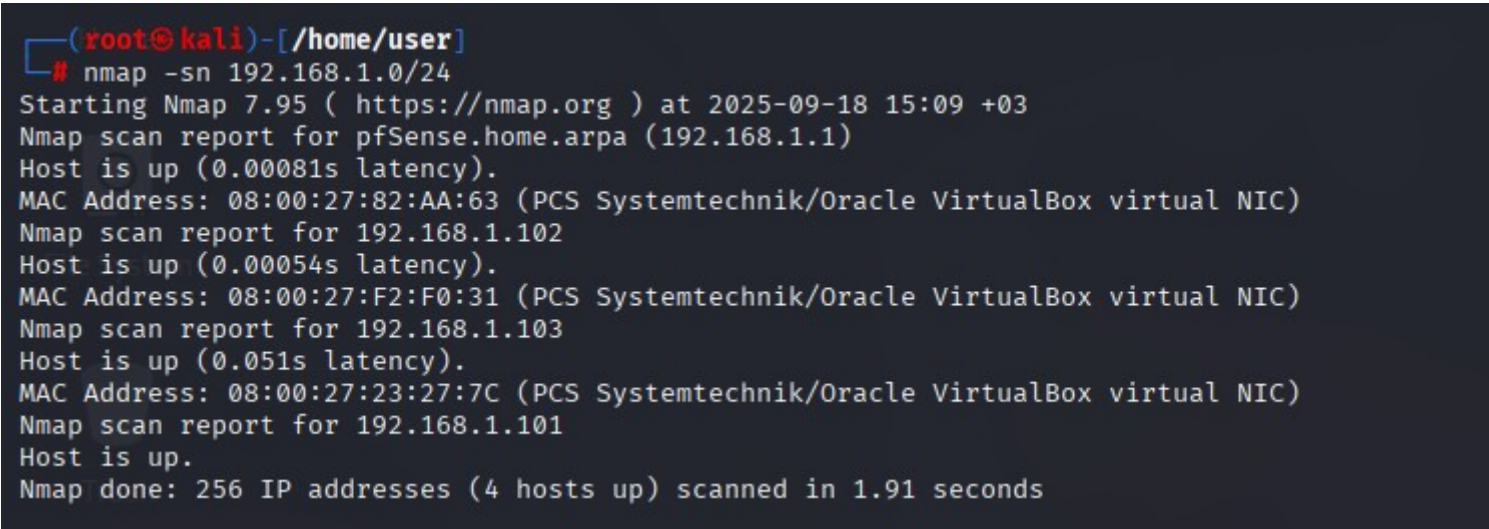 (root㉿kali)-[/home/user]
# nmap -sn 192.168.1.0/24
Starting Nmap 7.95 ( https://nmap.org ) at 2025-09-18 15:09 +03
Nmap scan report for pfSense.home.arpa (192.168.1.1)
Host is up (0.00081s latency).
MAC Address: 08:00:27:82:AA:63 (PCS Systemtechnik/Oracle VirtualBox virtual NIC)
Nmap scan report for 192.168.1.102
Host is up (0.00054s latency).
MAC Address: 08:00:27:F2:F0:31 (PCS Systemtechnik/Oracle VirtualBox virtual NIC)
Nmap scan report for 192.168.1.103
Host is up (0.051s latency).
MAC Address: 08:00:27:23:27:7C (PCS Systemtechnik/Oracle VirtualBox virtual NIC)
Nmap scan report for 192.168.1.101
Host is up.
Nmap done: 256 IP addresses (4 hosts up) scanned in 1.91 seconds